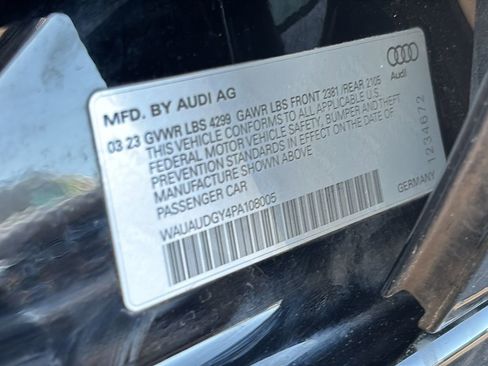 Audi
MFD. BY AUDI AG
03 23 GVWR LBS 4299 GAWR LBS FRONT 2381 /REAR 2105
THIS VEHICLE CONFORMS TO ALL APPLICABLE U.S.
FEDERAL MOTOR VEHICLE SAFETY, BUMPER, AND THEFT
PREVENTION STANDARDS IN EFFECT ON THE DATE OF
MANUFACTURE SHOWN ABOVE
PASSENGER CAR
WAUAUDGY4PA108005
GERMANY
1234672